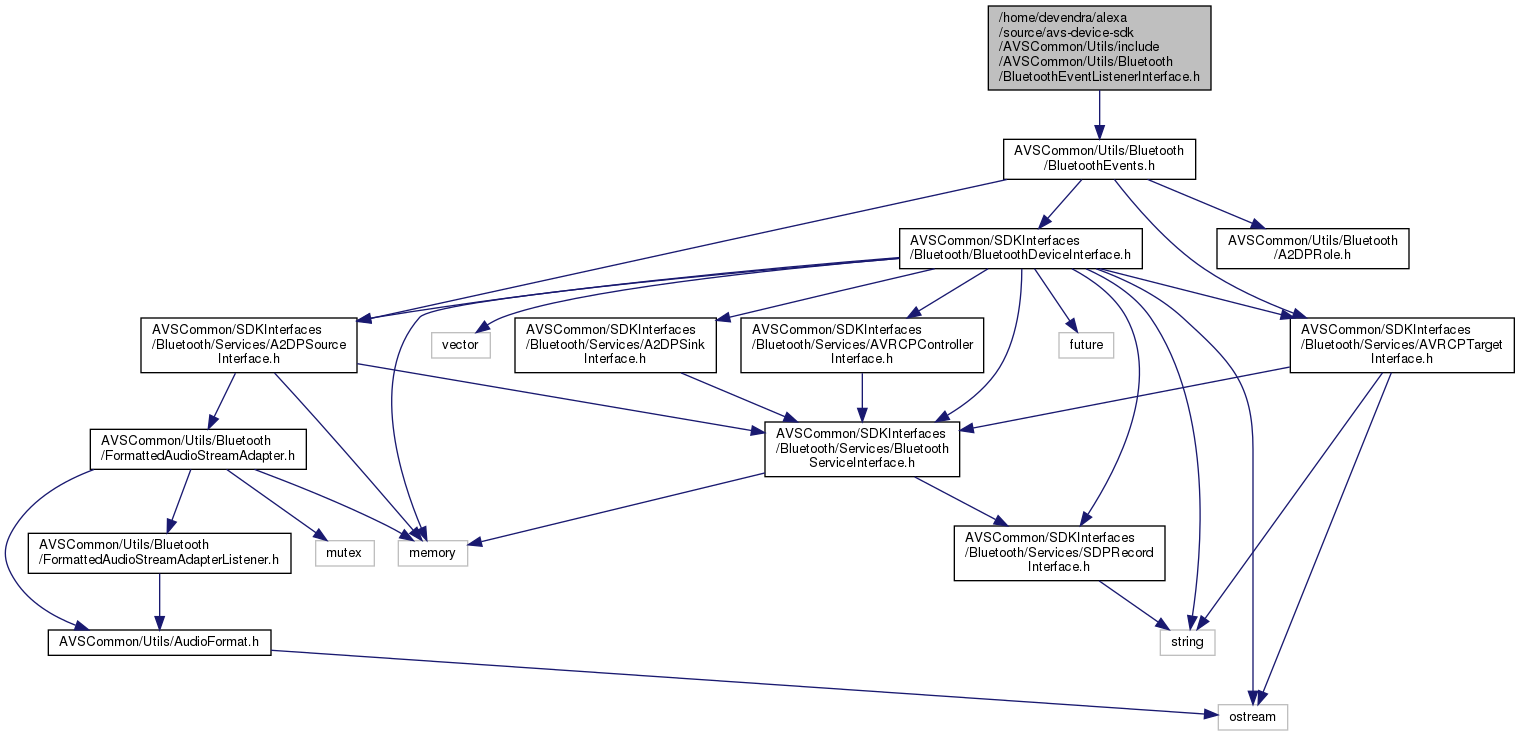 /home/devendra/alexa
/source/avs-device-sdk
/AVSCommon/Utils/include
/AVSCommon/Utils/Bluetooth
/BluetoothEventListenerInterface.h
AVSCommon/Utils/Bluetooth
/BluetoothEvents.h
AVSCommon/SDKInterfaces
/Bluetooth/BluetoothDeviceInterface.h
AVSCommon/Utils/Bluetooth
/A2DPRole.h
AVSCommon/SDKInterfaces
/Bluetooth/Services/A2DPSource
Interface.h
vector
AVSCommon/SDKInterfaces
/Bluetooth/Services/A2DPSink
Interface.h
AVSCommon/SDKInterfaces
/Bluetooth/Services/AVRCPController
Interface.h
future
AVSCommon/SDKInterfaces
/Bluetooth/Services/AVRCPTarget
Interface.h
AVSCommon/Utils/Bluetooth
/FormattedAudioStreamAdapter.h
AVSCommon/SDKInterfaces
/Bluetooth/Services/Bluetooth
ServiceInterface.h
AVSCommon/Utils/Bluetooth
/FormattedAudioStreamAdapterListener.h
mutex
memory
AVSCommon/SDKInterfaces
/Bluetooth/Services/SDPRecord
Interface.h
AVSCommon/Utils/AudioFormat.h
string
ostream